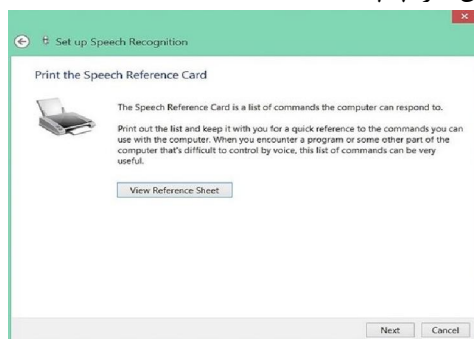 Set up Speech Recognition
Print the Speech Reference Card
The Speech Reference Card is a list of commands the computer can respond to.
Print out the list and keep it with you for a quick reference to the commands you can
use with the computer. When you encounter a program or some other part of the
computer that's difficult to control by voice, this list of commands can be very
useful.
View Reference Sheet
Next Cancel